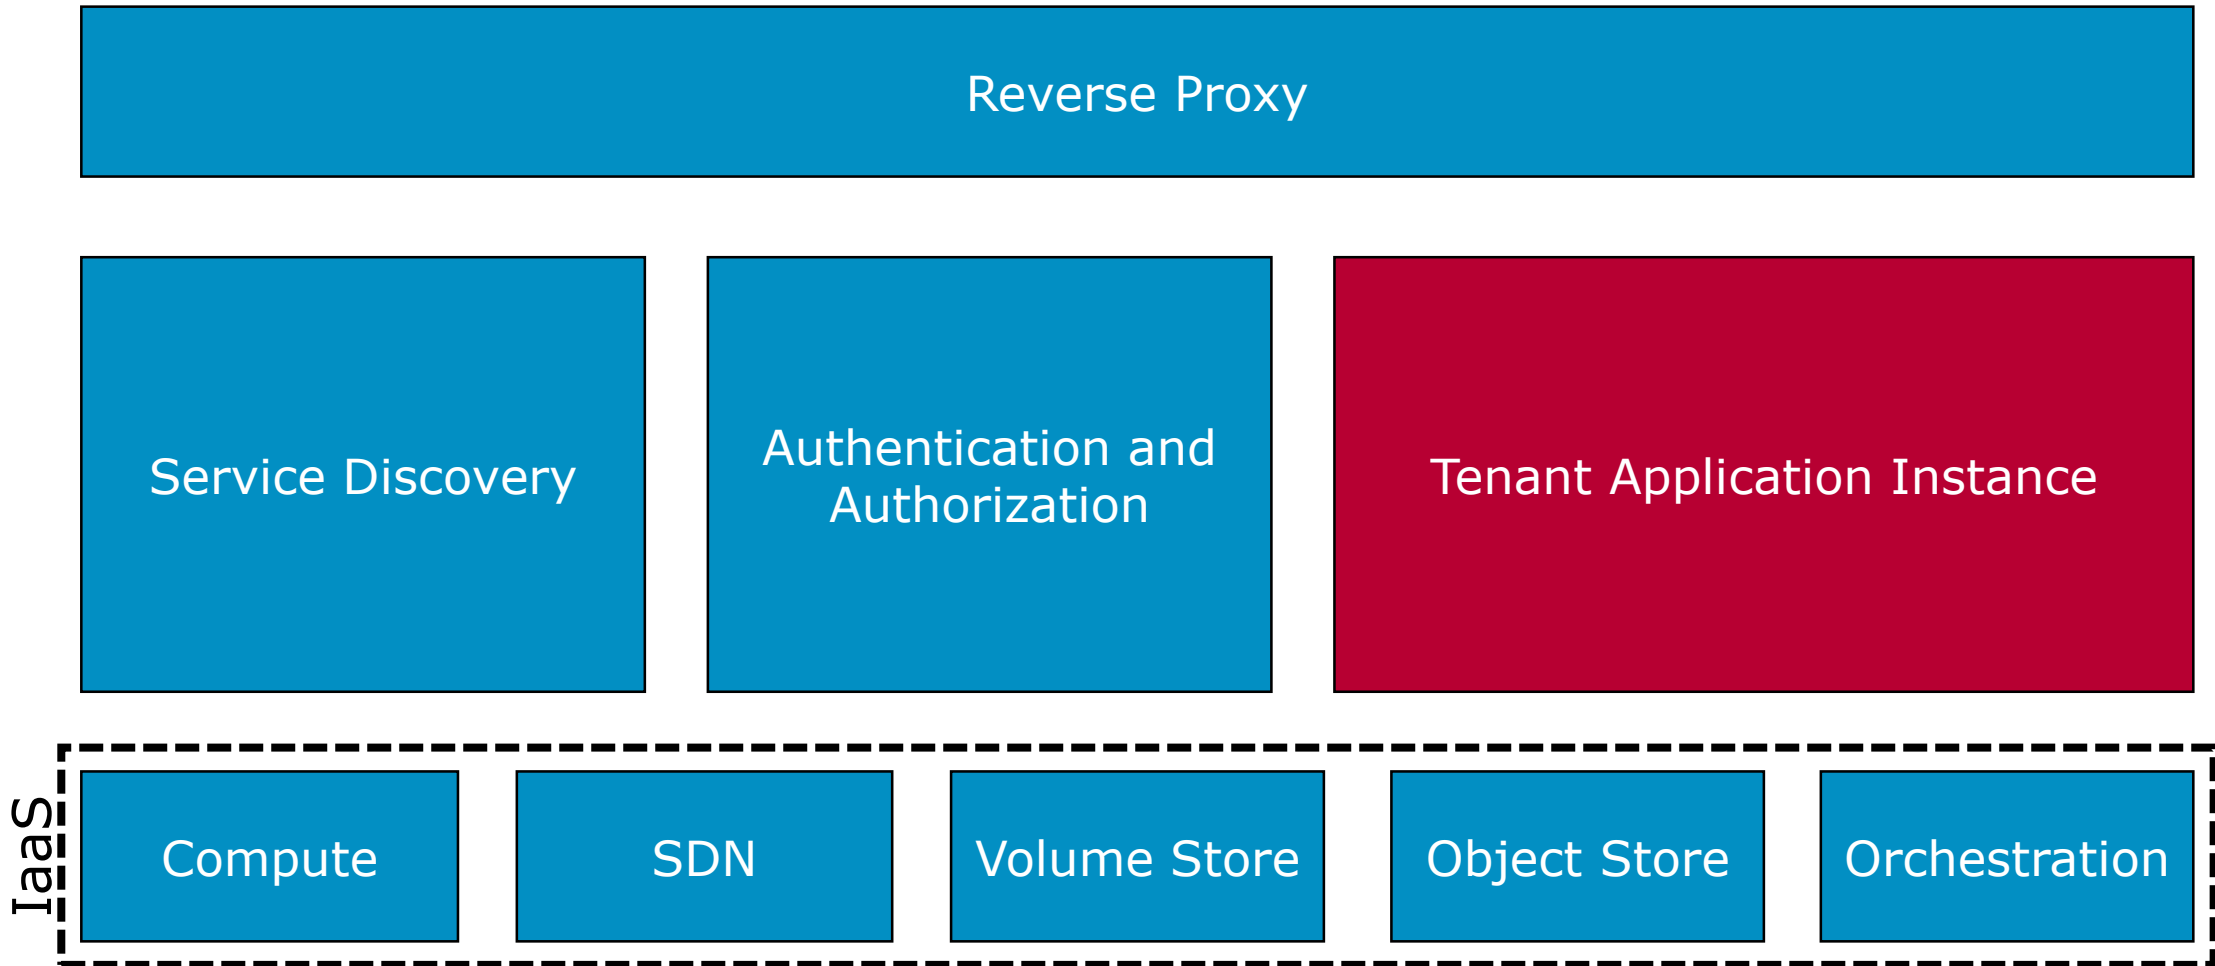 Reverse Proxy
Service Discovery
Authentication and
Authorization
Tenant Application Instance
IaaS
Compute
SDN
Volume Store
Object Store
Orchestration